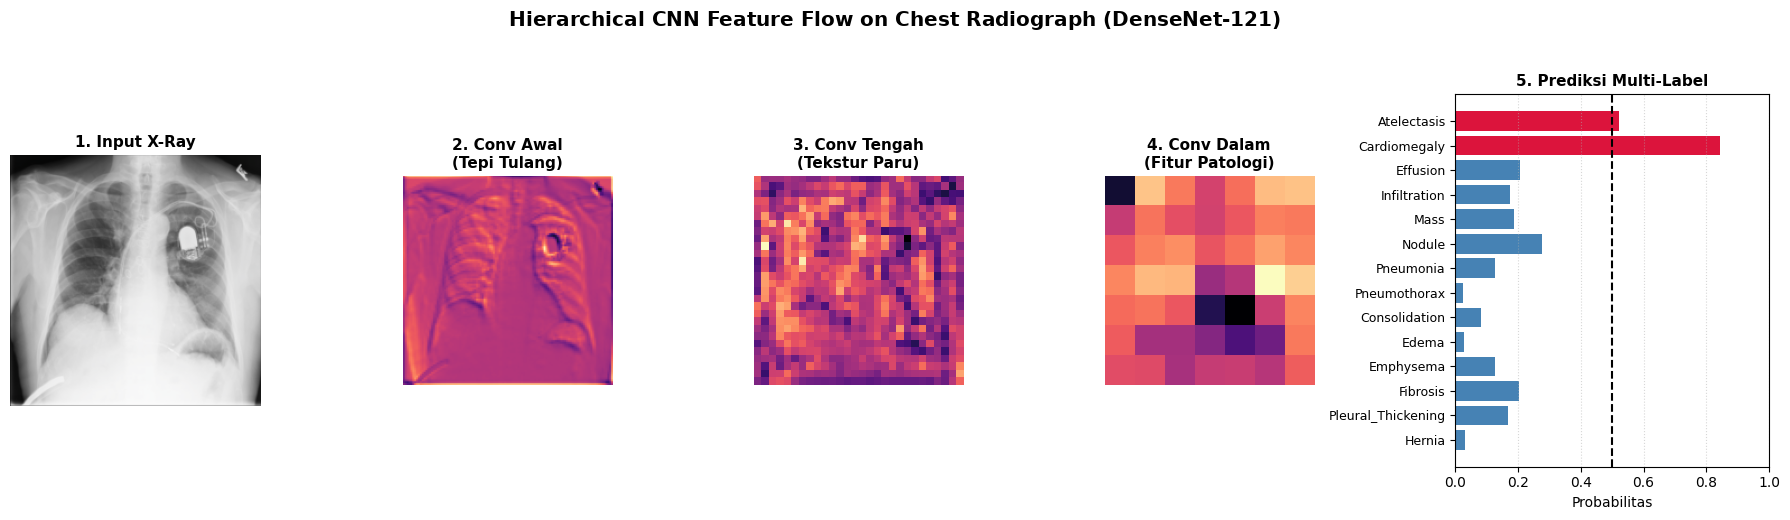 Hierarchical CNN Feature Flow on Chest Radiograph (DenseNet-121)
1. Input X-Ray
2. Conv Awal
(Tepi Tulang)
3. Conv Tengah
(Tekstur Paru)
4. Conv Dalam
(Fitur Patologi)
5. Prediksi Multi-Label
Atelectasis
Cardiomegaly
Effusion
Infiltration
Mass
Nodule
Pneumonia
Pneumothorax
Consolidation
Edema
Emphysema
Fibrosis
Pleural_Thickening
Hernia
0.0 0.2 0.4 0.6 0.8 1.0
Probabilitas